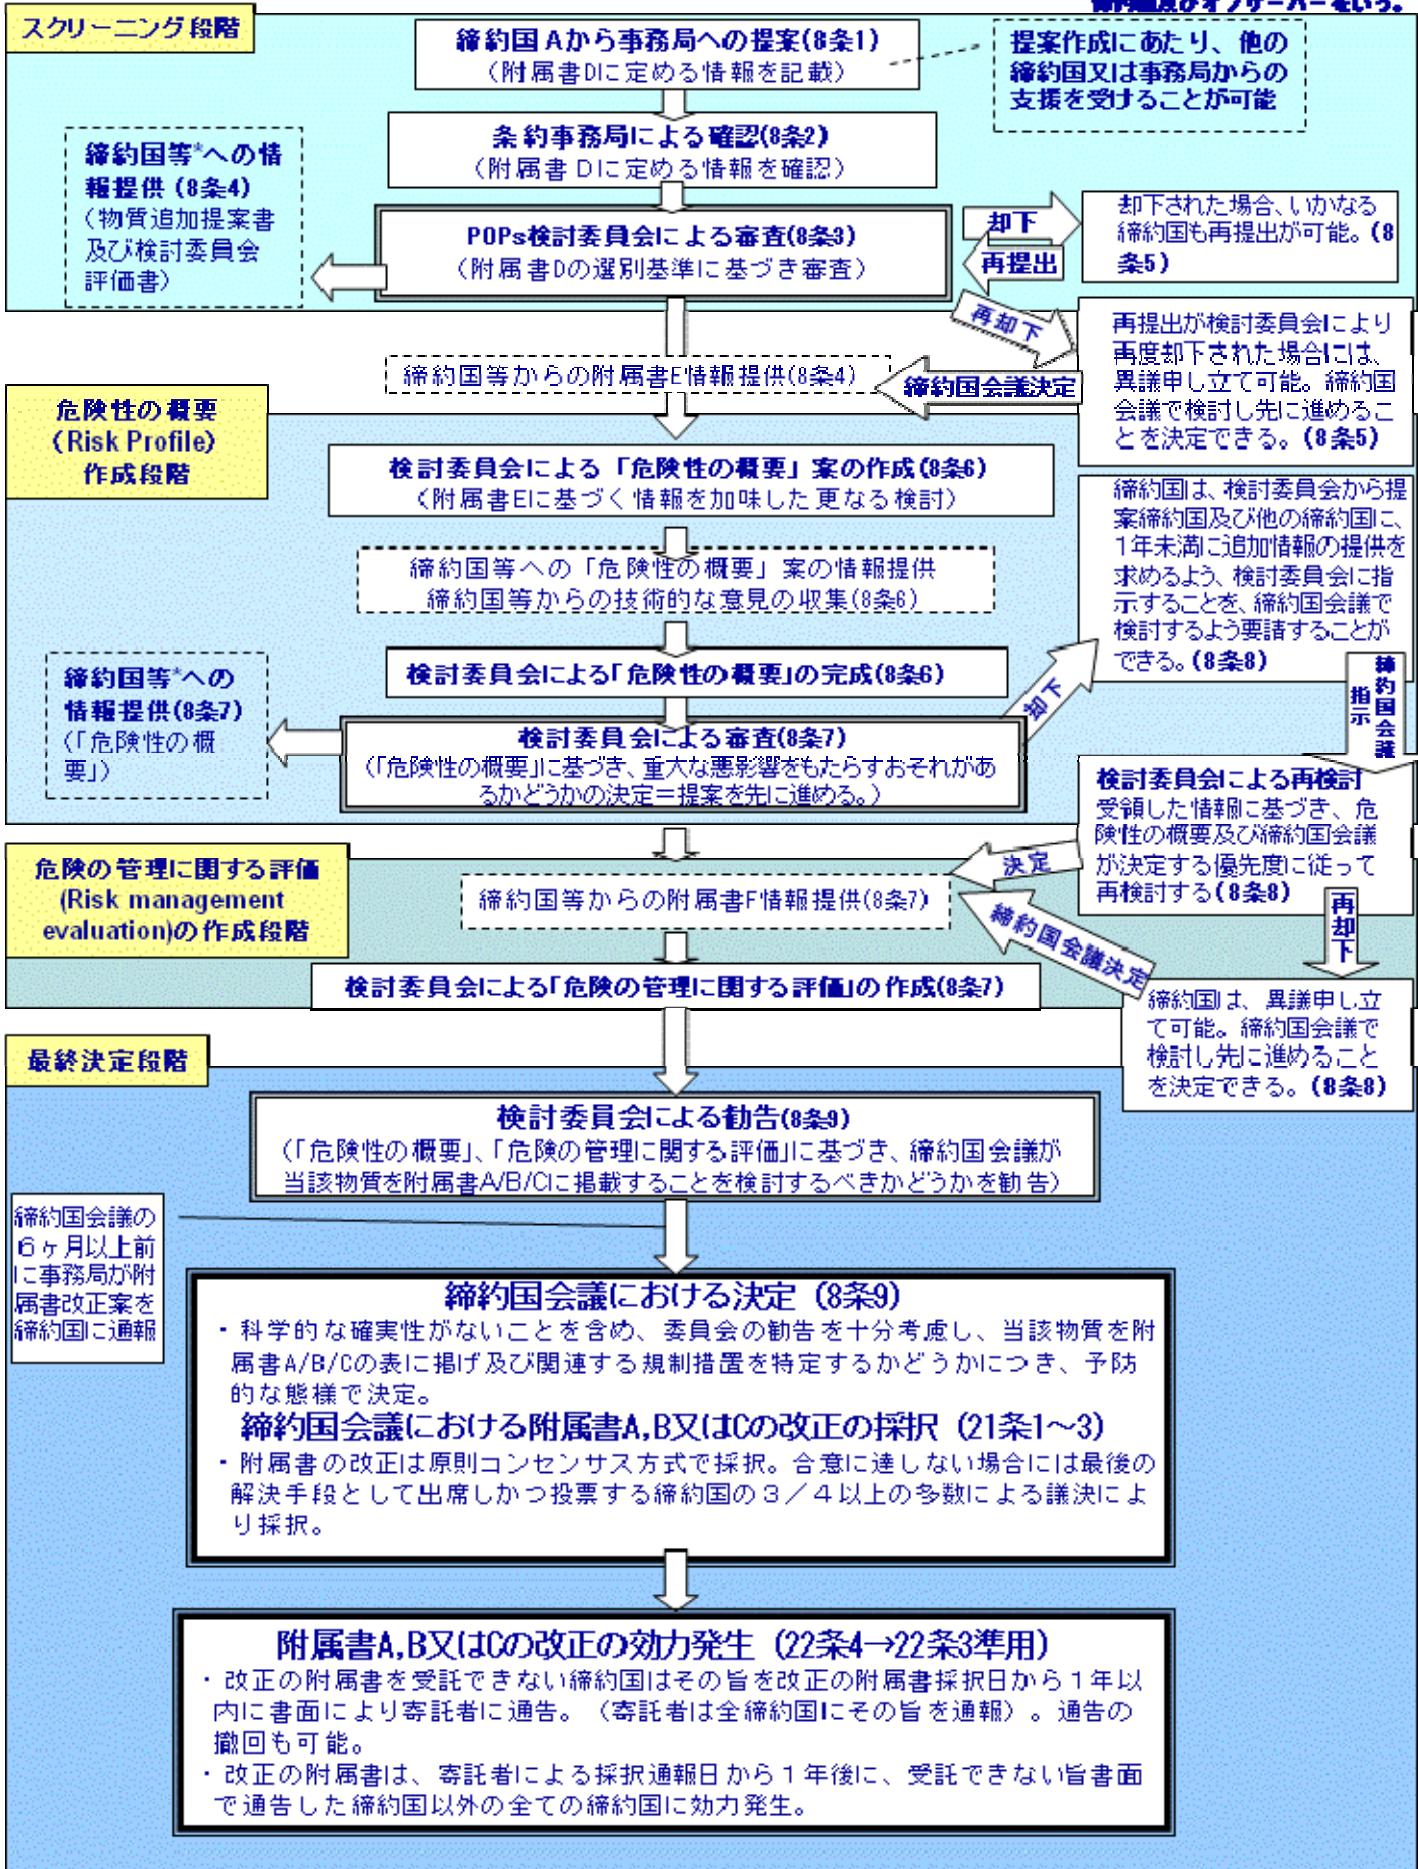 締約国及びオブザーバーをいう。
スクリーニング段階
締約国Aから事務局への提案(8条1)
(附属書Dに定める情報を記載)
提案作成にあたり、他の
締約国又は事務局からの
支援を受けることが可能
条約事務局による確認(8条2)
(附属書Dに定める情報を確認)
締約国等*への情
報提供(8条4)
(物質追加提案書
及び検討委員会
評価書)
POPs検討委員会による審査(8条3)
(附属書Dの選別基準に基づき審査)
却下
再提出
却下された場合、いかなる
締約国も再提出が可能。(8
条5)
再却下
再提出が検討委員会により
再度却下された場合には、
異議申し立て可能。締約国
会議で検討し先に進めるこ
とを決定できる。(8条5)
締約国等からの附属書E情報提供(8条4)
締約国会議決定
危険性の概要
(Risk Profile)
作成段階
検討委員会による「危険性の概要」案の作成(8条6)
(附属書Eに基づく情報を加味した更なる検討)
締約国等への「危険性の概要」案の情報提供
締約国等からの技術的な意見の収集(8条6)
締約国は、検討委員会から提
案締約国及び他の締約国に、
1年未満に追加情報の提供を
求めるよう、検討委員会に指
示することを、締約国会議で
検討するよう要請することが
できる。(8条8)
検討委員会による「危険性の概要」の完成(8条6)
却下
締約国等*への
情報提供(8条7)
(「危険性の概
要」)
検討委員会による審査(8条7)
(「危険性の概要」に基づき、重大な悪影響をもたらすおそれがあ
るかどうかの決定=提案を先に進める。)
締約国会議
指示
検討委員会による再検討
受領した情報に基づき、危
険性の概要及び締約国会議
が決定する優先度に従って
再検討する(8条8)
危険の管理に関する評価
(Risk management
evaluation)の作成段階
決定
締約国等からの附属書F情報提供(8条7)
締約国会議決定
再却下
検討委員会による「危険の管理に関する評価」の作成(8条7)
締約国は、異議申し立
て可能。締約国会議で
検討し先に進めること
を決定できる。(8条8)
最終決定段階
検討委員会による勧告(8条9)
(「危険性の概要」、「危険の管理に関する評価」に基づき、締約国会議が
当該物質を附属書A/B/Cに掲載することを検討するべきかどうかを勧告)
締約国会議の
6ヶ月以上前
に事務局が附
属書改正案を
締約国に通報
締約国会議における決定(8条9)
・科学的な確実性がないことを含め、委員会の勧告を十分考慮し、当該物質を附
属書A/B/Cの表に掲げ及び関連する規制措置を特定するかどうかにつき、予防
的な態様で決定。
締約国会議における附属書A,B又はCの改正の採択(21条1~3)
・附属書の改正は原則コンセンサス方式で採択。合意に達しない場合には最後の
解決手段として出席しかつ投票する締約国の3/4以上の多数による議決によ
り採択。
附属書A,B又はCの改正の効力発生(22条4→22条3準用)
・改正の附属書を受託できない締約国はその旨を改正の附属書採択日から1年以
内に書面により寄託者に通告。(寄託者は全締約国にその旨を通報)。通告の
撤回も可能。
・改正の附属書は、寄託者による採択通報日から1年後に、受託できない旨書面
で通告した締約国以外の全ての締約国に効力発生。